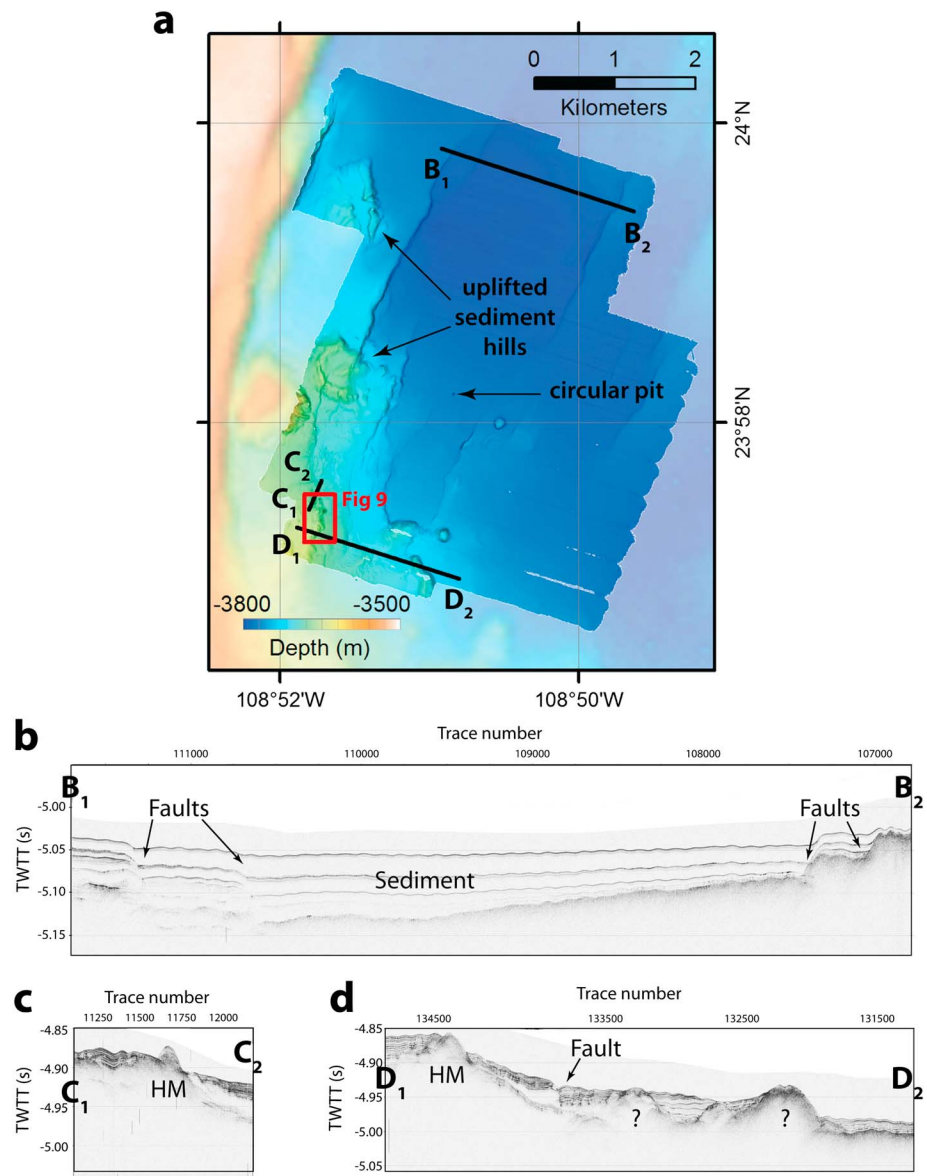 a
0 1 2
Kilometers
24°N
B1
B2
uplifted
sediment
hills
circular pit
23°58'N
C2
C1
Fig 9
D1
D2
-3800 -3500
Depth (m)
108°52'W 108°50'W
b
Trace number
111000 110000 109000 108000 107000
B1 B2
Faults Faults
Sediment
TWTT (s)
-5.00
-5.05
-5.10
-5.15
c
Trace number
11250 11500 11750 12000
TWTT (s)
-4.85
-4.90
-4.95
-5.00
C1
C2
HM
d
Trace number
134500 133500 132500 131500
TWTT (s)
-4.85
-4.90
-4.95
-5.00
-5.05
D1
D2
HM
Fault
? ?